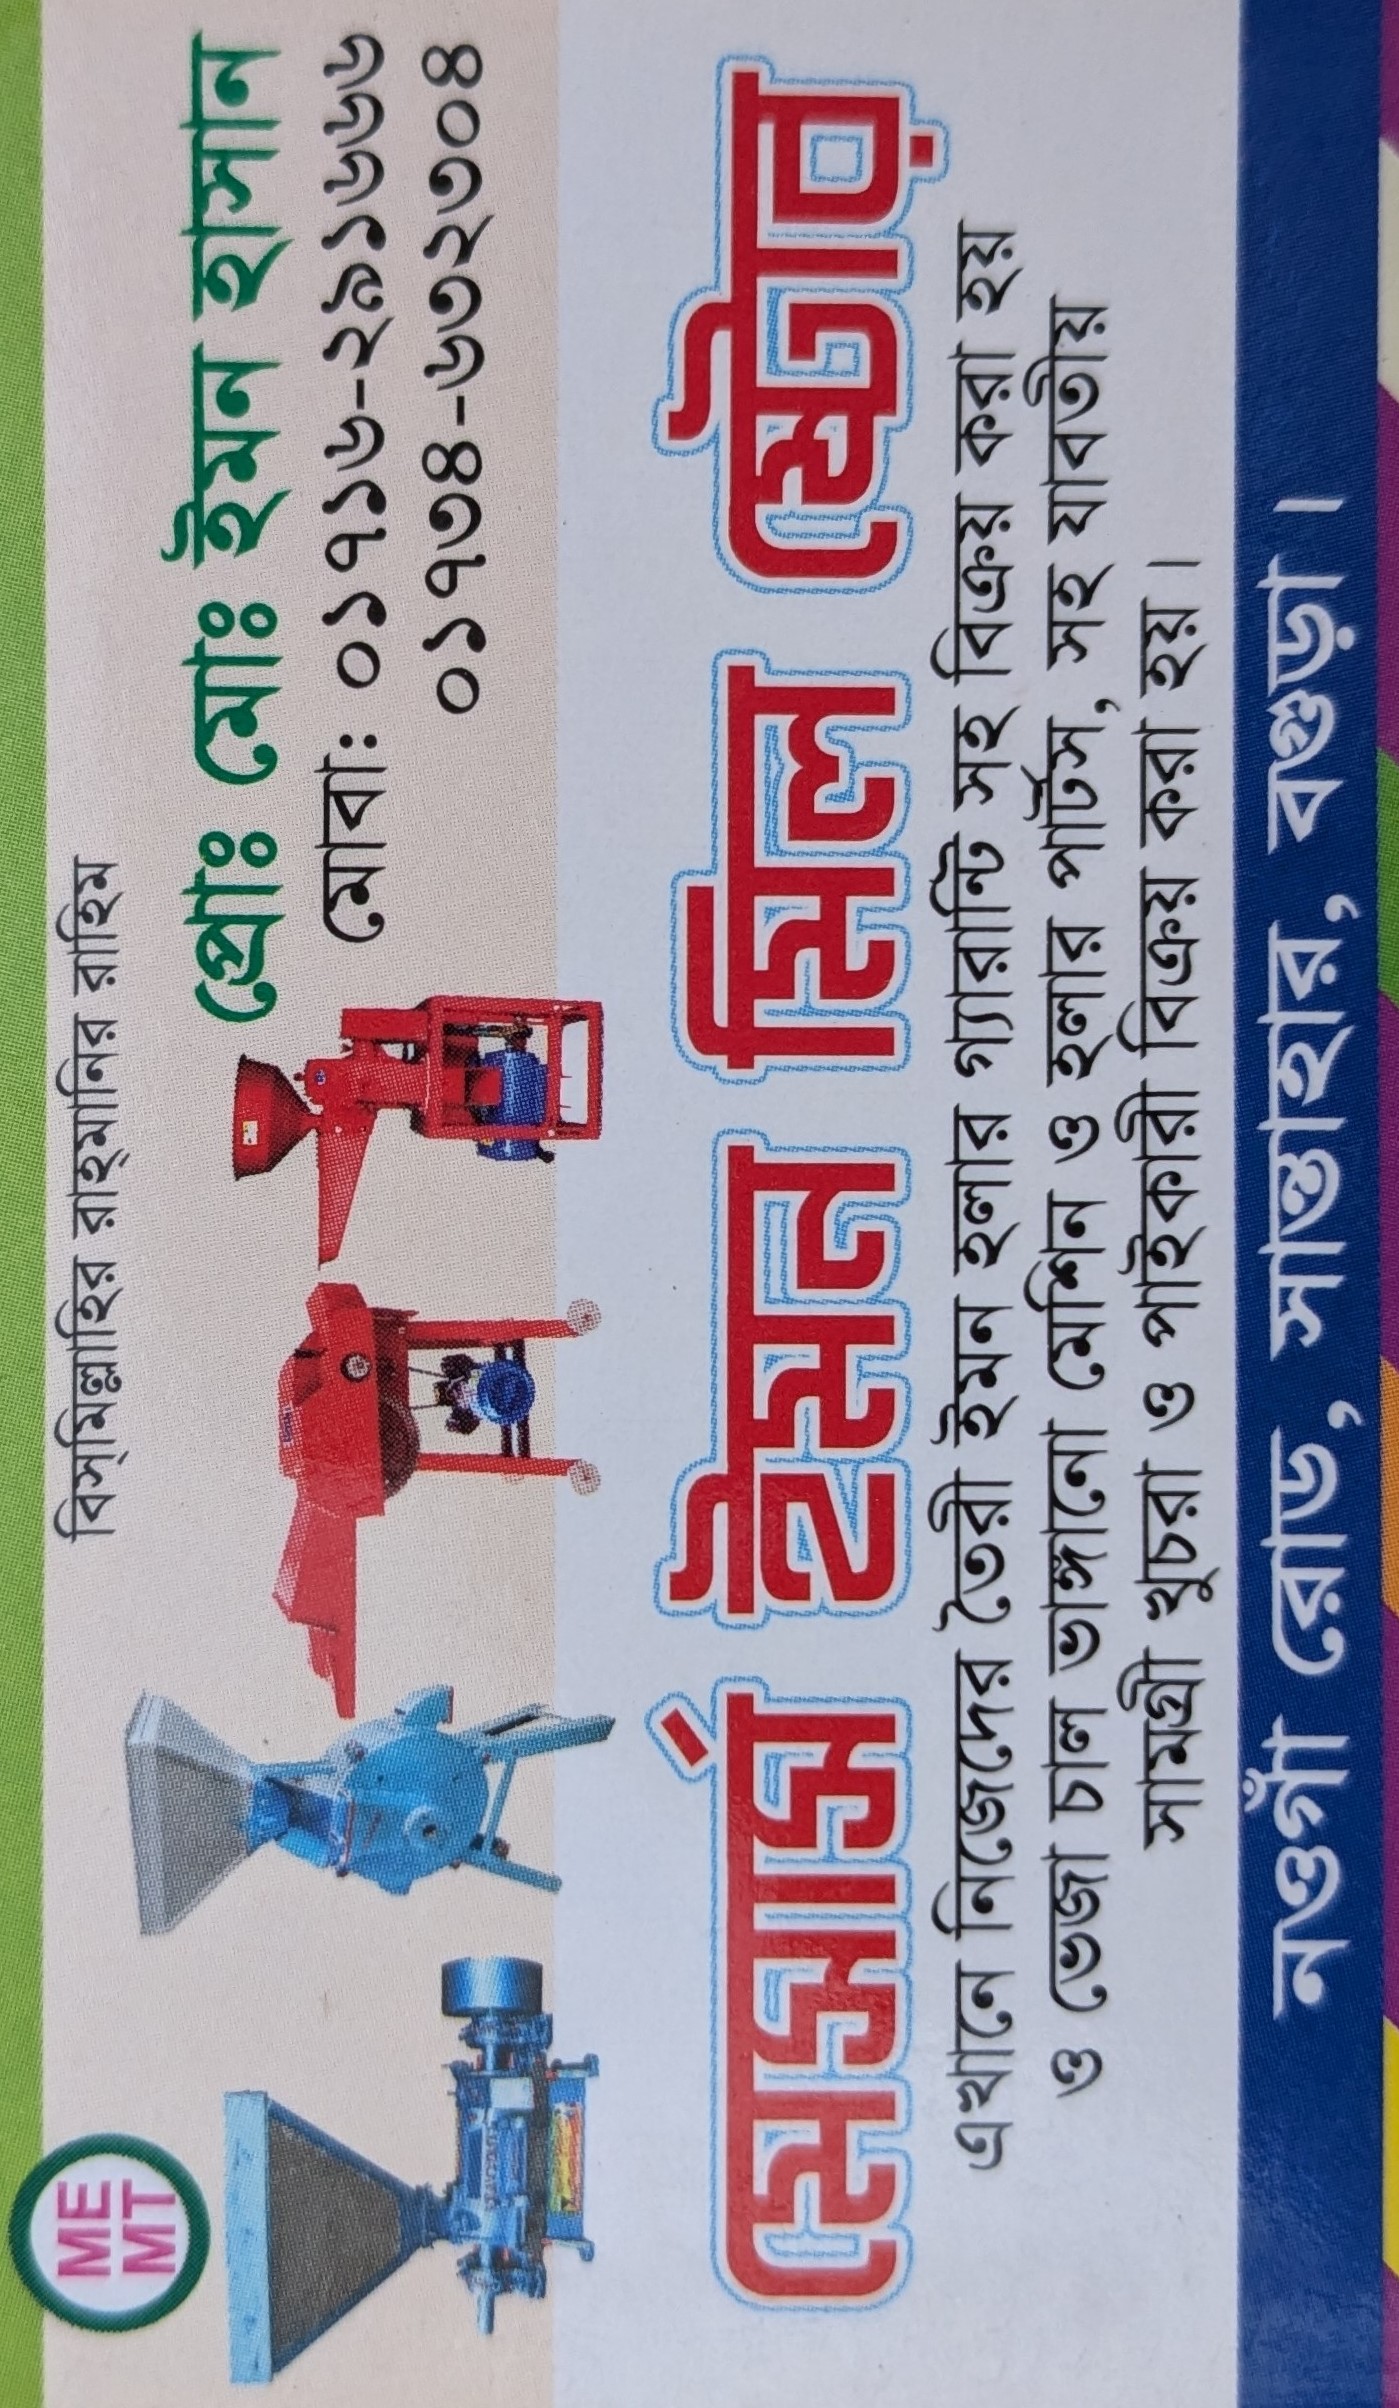 ME
MT
বিস্‌মিল্লাহির রাহ্‌মানির রাহিম
প্রোঃ মোঃ ইমন হাসান
মোবা: ০১৭১৬-২৯১৬৬৬
০১৭৩৪-৬৩২৩০৪
মেসার্স ইমন মিল ষ্টোর
এখানে নিজেদের তৈরী ইমন হলার গ্যারান্টি সহ বিক্রয় করা হয়
ও ভেজা চাল ভাঙ্গানো মেশিন ও হলার পার্টস, সহ যাবতীয়
সামগ্রী খুচরা ও পাইকারী বিক্রয় করা হয়।
নওগাঁ রোড, সান্তাহার, বগুড়া।